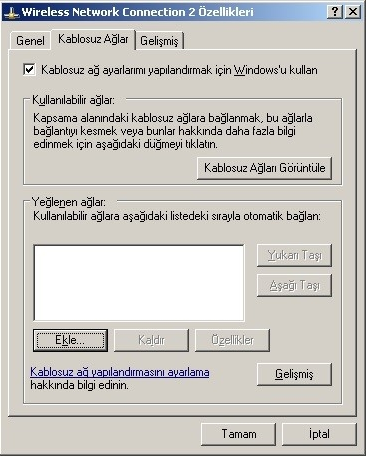 Wireless Network Connection 2 Özellikleri
Genel
Kablosuz Ağlar
Gelişmiş
Kablosuz ağ ayarlarımı yapılandırmak için Windows'u kullan
Kullanılabilir ağlar:
Kapsama alanındaki kablosuz ağlara bağlanmak, bu ağlarla
bağlantıyı kesmek veya bunlar hakkında daha fazla bilgi
edinmek için aşağıdaki düğmeyi tıklatın.
Kablosuz Ağları Görüntüle
Yeğlenen ağlar:
Kullanılabilir ağlara aşağıdaki listedeki sırayla otomatik bağlan:
Yukarı Taşı
Aşağı Taşı
Ekle...
Kaldır
Özellikler
Kablosuz ağ yapılandırmasını ayarlama
hakkında bilgi edinin.
Gelişmiş
Tamam
İptal